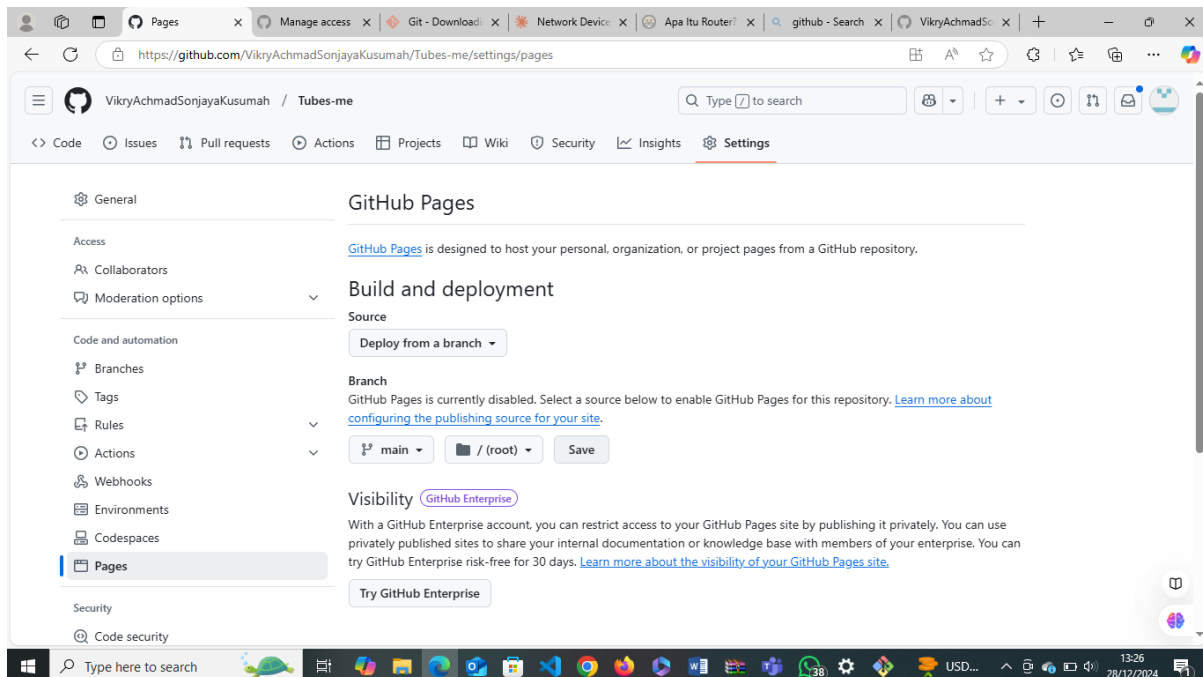 Pages
Manage access
Git - Downloadi
Network Device
Apa Itu Router?
github - Search
VikryAchmadSo
https://github.com/VikryAchmadSonjayaKusumah/Tubes-me/settings/pages
VikryAchmadSonjayaKusumah / Tubes-me
Type / to search
Code Issues Pull requests Actions Projects Wiki Security Insights Settings
General
Access
Collaborators
Moderation options
Code and automation
Branches
Tags
Rules
Actions
Webhooks
Environments
Codespaces
Pages
Security
Code security
GitHub Pages
GitHub Pages is designed to host your personal, organization, or project pages from a GitHub repository.
Build and deployment
Source
Deploy from a branch
Branch
GitHub Pages is currently disabled. Select a source below to enable GitHub Pages for this repository. Learn more about
configuring the publishing source for your site.
main / (root) Save
Visibility GitHub Enterprise
With a GitHub Enterprise account, you can restrict access to your GitHub Pages site by publishing it privately. You can use
privately published sites to share your internal documentation or knowledge base with members of your enterprise. You can
try GitHub Enterprise risk-free for 30 days. Learn more about the visibility of your GitHub Pages site.
Try GitHub Enterprise
Type here to search
38
USD...
13:26
28/12/2024
1